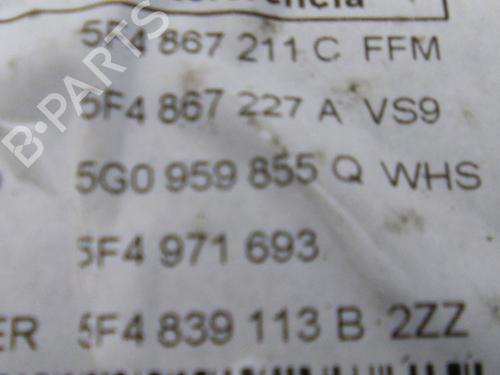 5F4 867 211 C FFM
5F4 867 227 A VS9
5G0 959 855 Q WHS
5F4 971 693
ER 5F4 839 113 B 2ZZ
B-PARTS